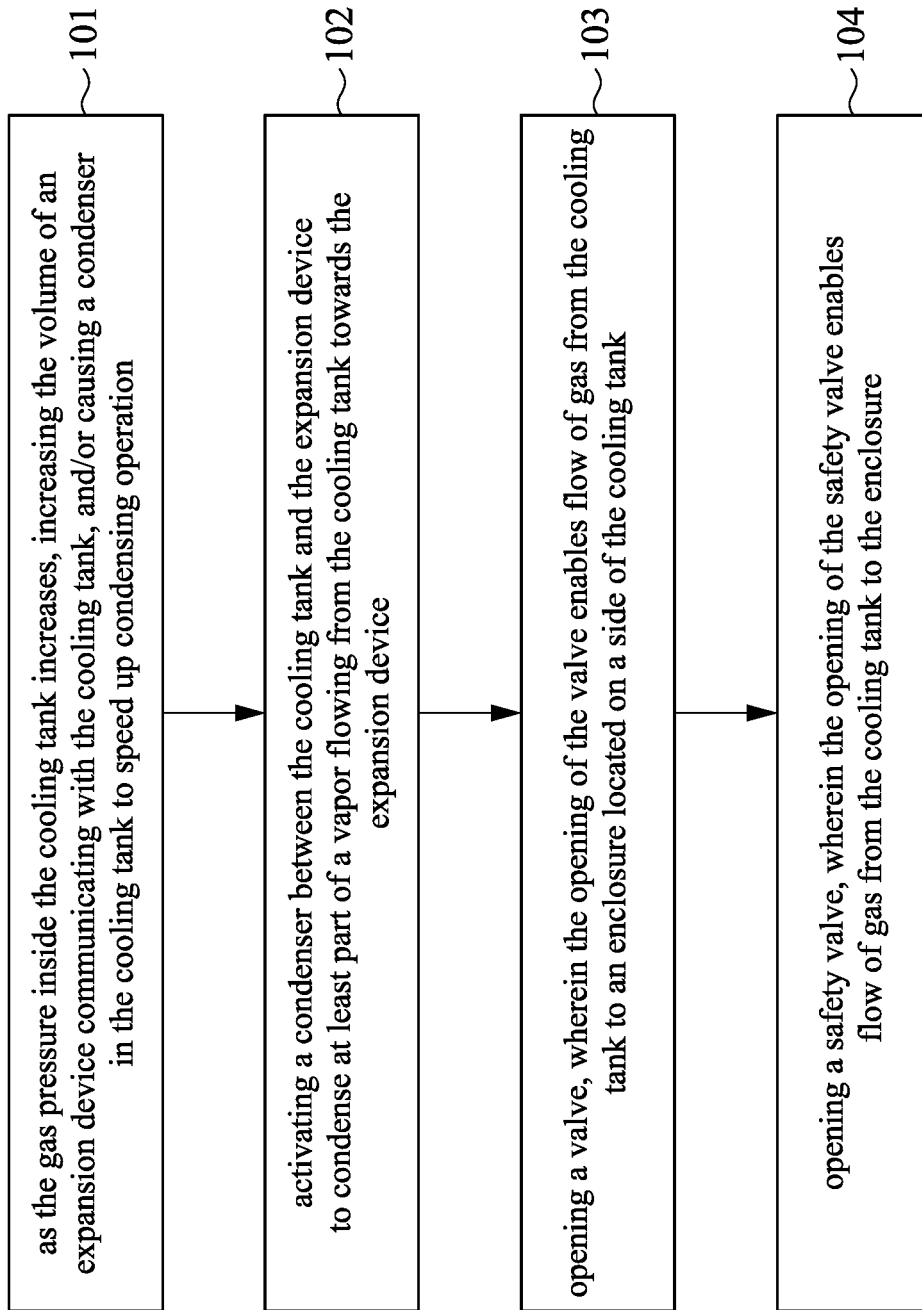 as the gas pressure inside the cooling tank increases, increasing the volume of an
expansion device communicating with the cooling tank, and/or causing a condenser
in the cooling tank to speed up condensing operation
101
activating a condenser between the cooling tank and the expansion device
to condense at least part of a vapor flowing from the cooling tank towards the
expansion device
102
opening a valve, wherein the opening of the valve enables flow of gas from the cooling
tank to an enclosure located on a side of the cooling tank
103
opening a safety valve, wherein the opening of the safety valve enables
flow of gas from the cooling tank to the enclosure
104